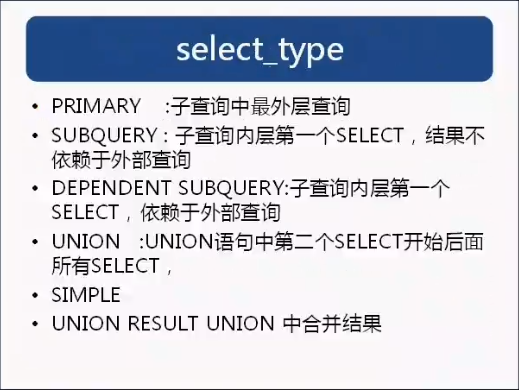 select_type
• PRIMARY :子查询中最外层查询
• SUBQUERY : 子查询内层第一个SELECT，结果不
依赖于外部查询
• DEPENDENT SUBQUERY:子查询内层第一个
SELECT，依赖于外部查询
• UNION :UNION语句中第二个SELECT开始后面
所有SELECT，
• SIMPLE
• UNION RESULT UNION 中合并结果